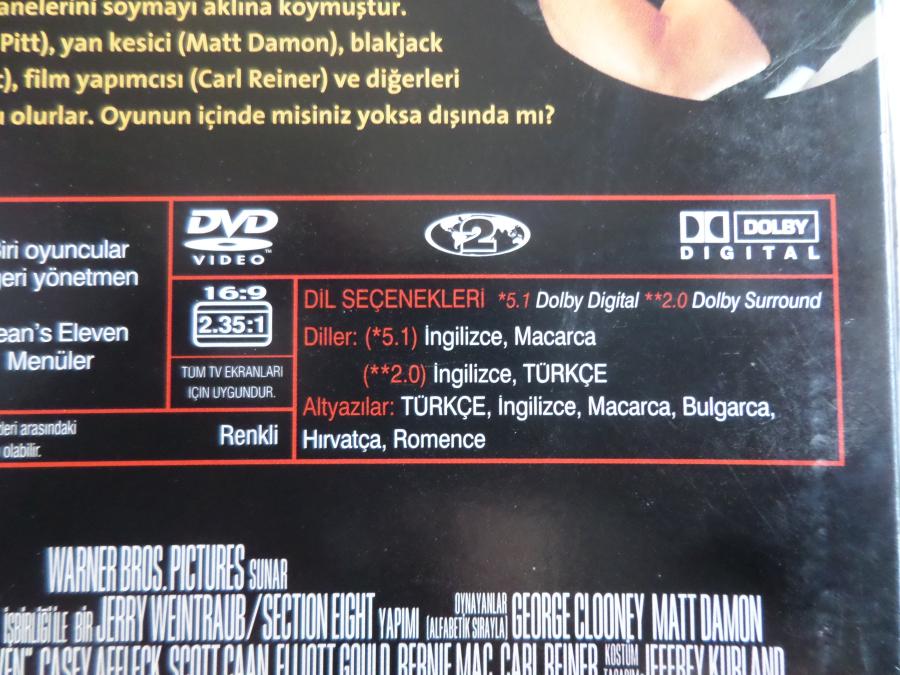 anelerini soymayı aklına koymuştur.
Pitt), yan kesici (Matt Damon), blakjack
), film yapımcısı (Carl Reiner) ve diğerleri
olurlar. Oyunun içinde misiniz yoksa dışında mı?
DVD
VIDEO
2
DOLBY
DIGITAL
iri oyuncular
eri yönetmen
ean's Eleven
Menüler
16:9
2.35:1
TÜM TV EKRANLARI
İÇİN UYGUNDUR.
DİL SEÇENEKLERİ *5.1 Dolby Digital **2.0 Dolby Surround
Diller: (*5.1) İngilizce, Macarca
(**2.0) İngilizce, TÜRKÇE
Altyazılar: TÜRKÇE, İngilizce, Macarca, Bulgarca,
Hırvatça, Romence
leri arasındaki
olabilir.
Renkli
WARNER BROS. PICTURES SUNAR
İŞBİRLİĞİ İLE BİR JERRY WEINTRAUB/SECTION EIGHT YAPIMI OYNAYANLAR (ALFABETİK SIRAYLA) GEORGE CLOONEY MATT DAMON
VEN" CASEY AFFLECK SCOTT CAAN ELLIOTT GOULD BERNIE MAC CARL REINER KOSTÜM TASARIMI JEFFREY KURLAND